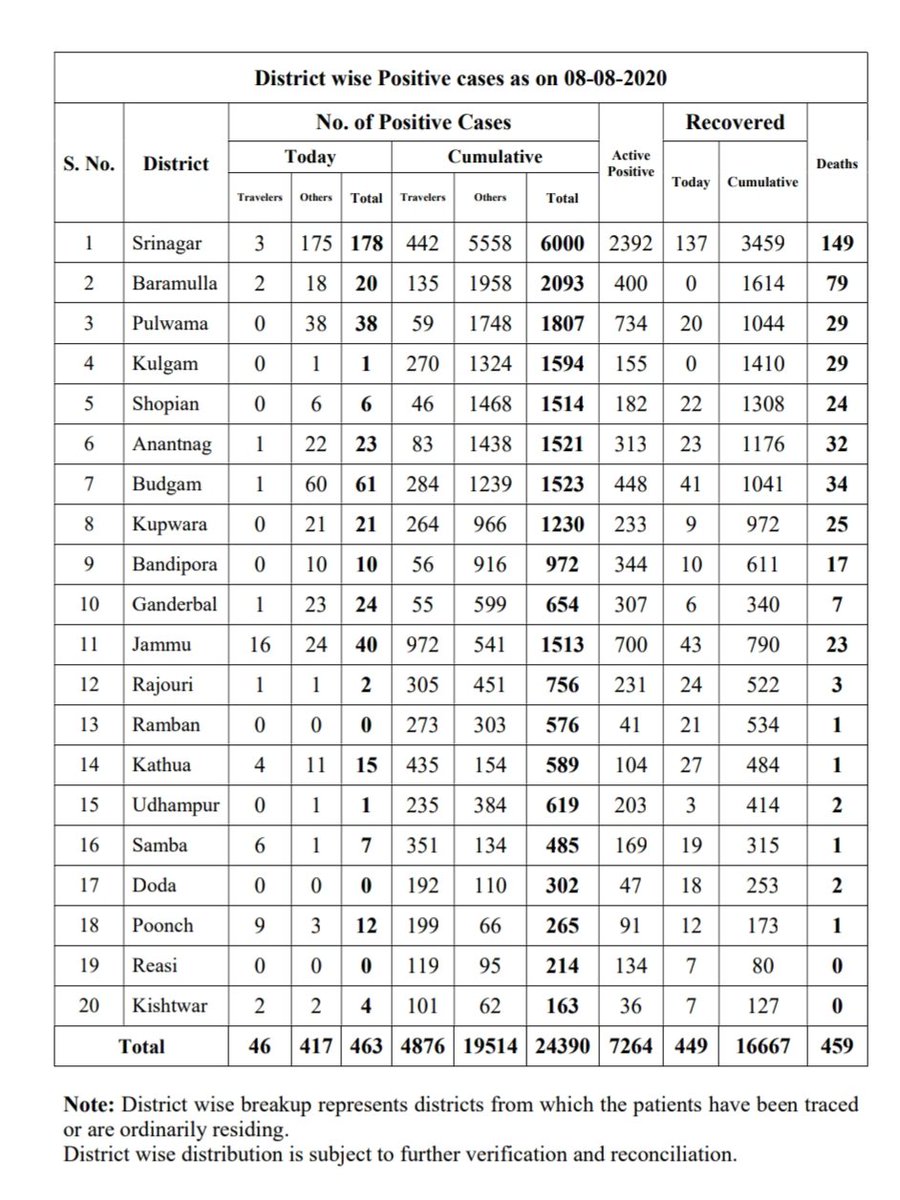 District wise Positive cases as on 08-08-2020
S. No. District No. of Positive Cases Active Positive Recovered Deaths
Today Cumulative Today Cumulative
Travelers Others Total Travelers Others Total
1 Srinagar 3 175 178 442 5558 6000 2392 137 3459 149
2 Baramulla 2 18 20 135 1958 2093 400 0 1614 79
3 Pulwama 0 38 38 59 1748 1807 734 20 1044 29
4 Kulgam 0 1 1 270 1324 1594 155 0 1410 29
5 Shopian 0 6 6 46 1468 1514 182 22 1308 24
6 Anantnag 1 22 23 83 1438 1521 313 23 1176 32
7 Budgam 1 60 61 284 1239 1523 448 41 1041 34
8 Kupwara 0 21 21 264 966 1230 233 9 972 25
9 Bandipora 0 10 10 56 916 972 344 10 611 17
10 Ganderbal 1 23 24 55 599 654 307 6 340 7
11 Jammu 16 24 40 972 541 1513 700 43 790 23
12 Rajouri 1 1 2 305 451 756 231 24 522 3
13 Ramban 0 0 0 273 303 576 41 21 534 1
14 Kathua 4 11 15 435 154 589 104 27 484 1
15 Udhampur 0 1 1 235 384 619 203 3 414 2
16 Samba 6 1 7 351 134 485 169 19 315 1
17 Doda 0 0 0 192 110 302 47 18 253 2
18 Poonch 9 3 12 199 66 265 91 12 173 1
19 Reasi 0 0 0 119 95 214 134 7 80 0
20 Kishtwar 2 2 4 101 62 163 36 7 127 0
Total 46 417 463 4876 19514 24390 7264 449 16667 459
Note: District wise breakup represents districts from which the patients have been traced
or are ordinarily residing.
District wise distribution is subject to further verification and reconciliation.